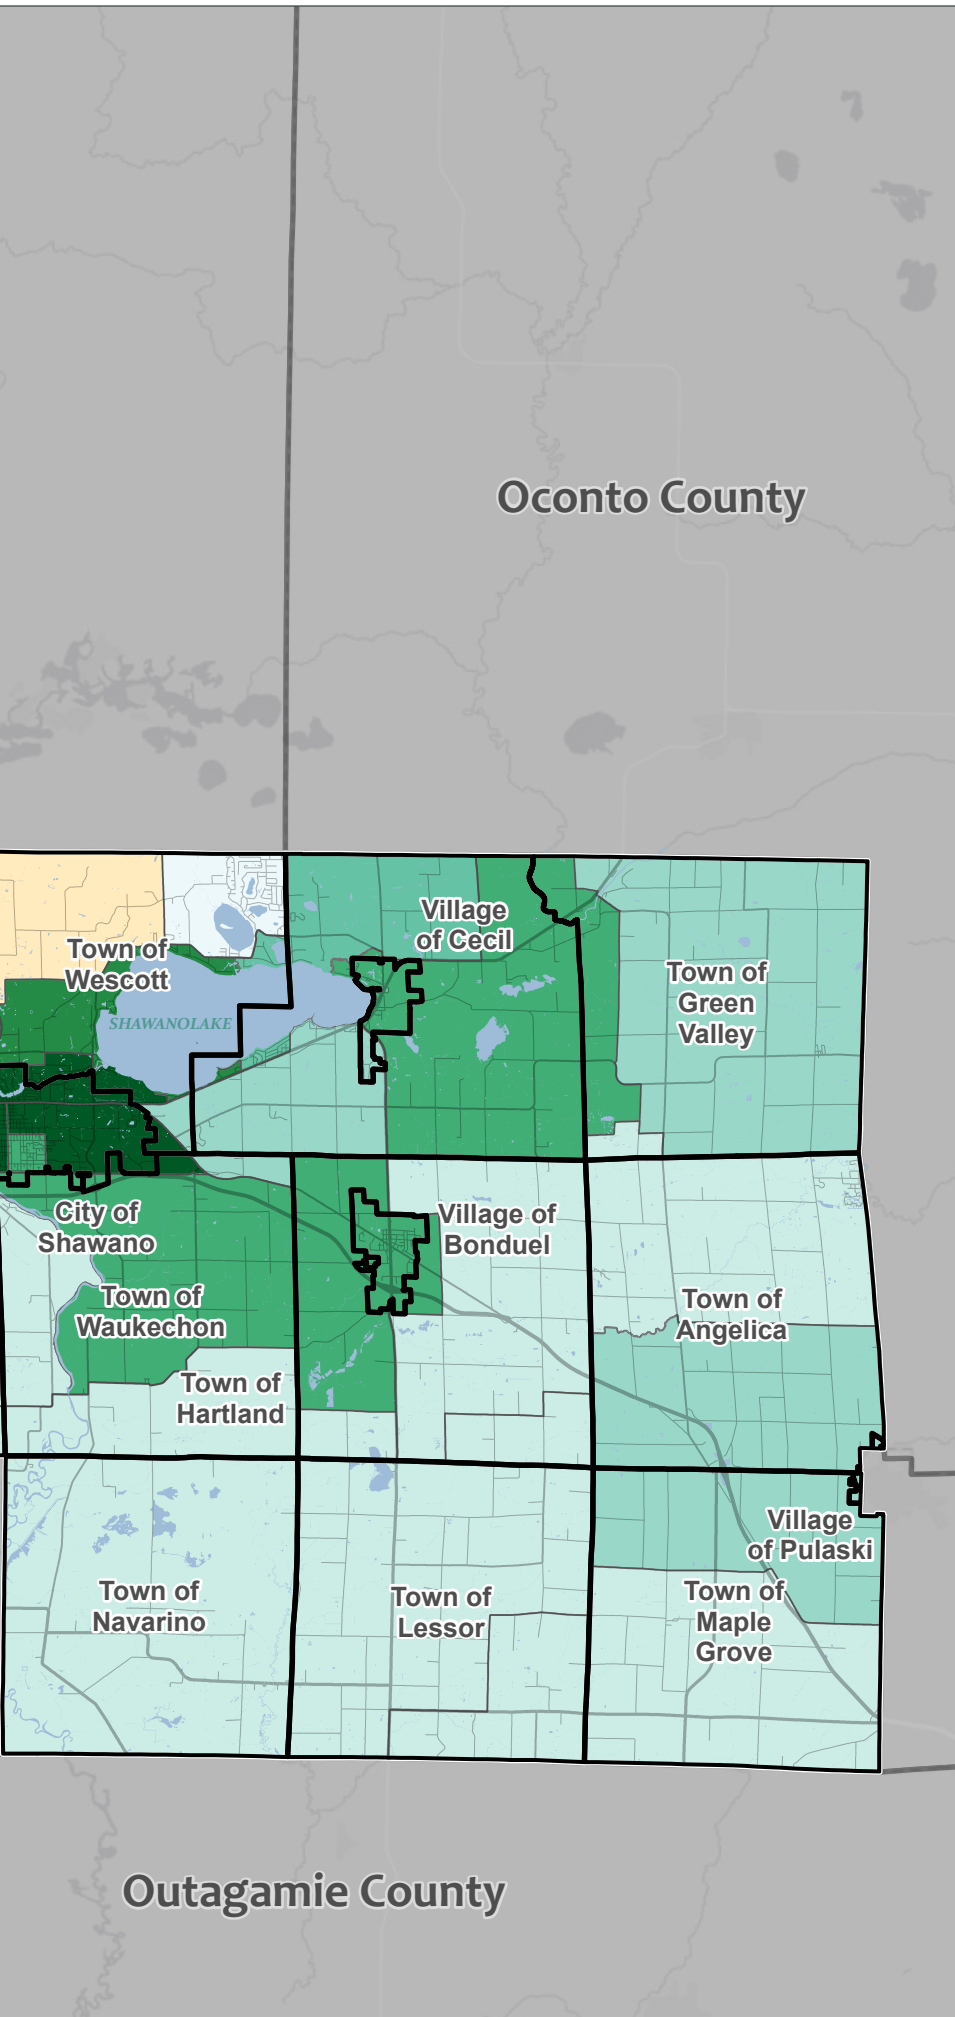 Oconto County
Village
of Cecil
Town of
Wescott
Town of
Green
Valley
SHAWANOLAKE
City of
Shawano
Village of
Bonduel
Town of
Waukechon
Town of
Angelica
Town of
Hartland
Village
of Pulaski
Town of
Navarino
Town of
Lessor
Town of
Maple
Grove
Outagamie County